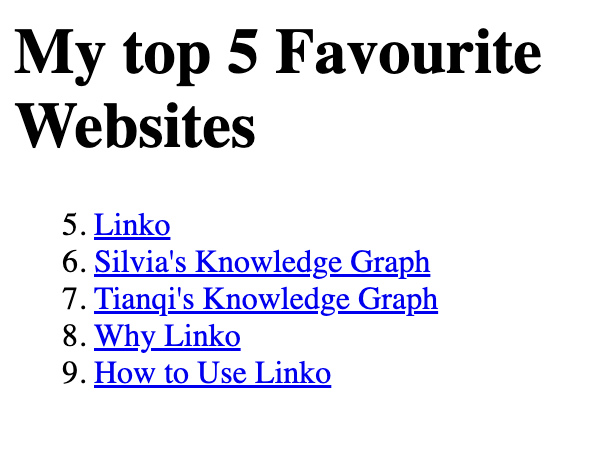 My top 5 Favourite
Websites
5. Linko
6. Silvia's Knowledge Graph
7. Tianqi's Knowledge Graph
8. Why Linko
9. How to Use Linko